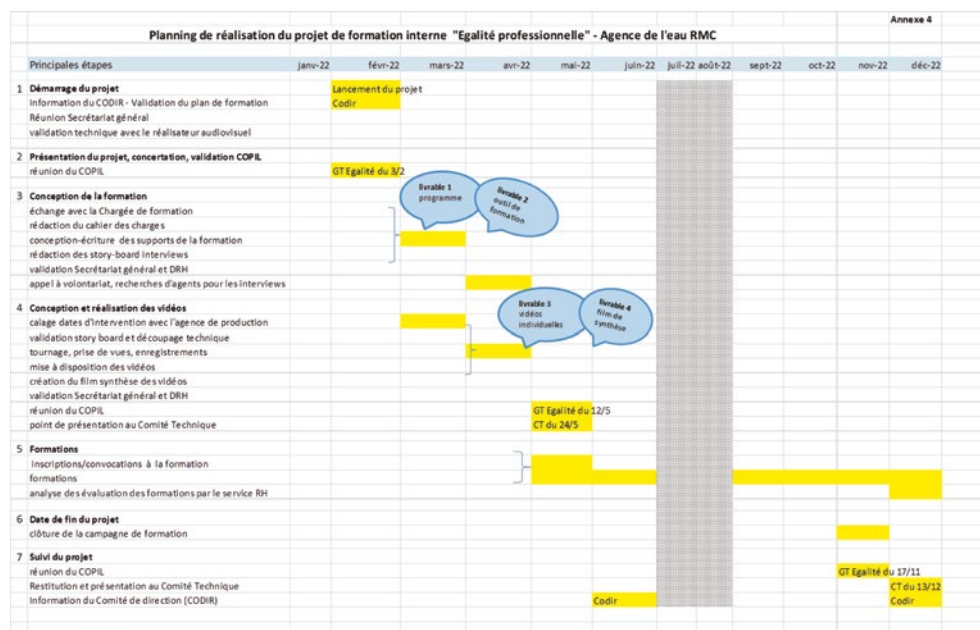 Annexe 4
Planning de réalisation du projet de formation interne "Egalité professionnelle" - Agence de l'eau RMC
Principales étapes janv-22 févr-22 mars-22 avr-22 mai-22 juin-22 juil-22 août-22 sept-22 oct-22 nov-22 déc-22
1 Démarrage du projet Lancement du projet
Information du CODIR - Validation du plan de formation Codir
Réunion Secrétariat général
validation technique avec le réalisateur audiovisuel
2 Présentation du projet, concertation, validation COPIL
réunion du COPIL GT Egalité du 3/2
livrable 1
programme
livrable 2
outil de
formation
3 Conception de la formation
échange avec la Chargée de formation
rédaction du cahier des charges
conception-écriture des supports de la formation
rédaction des story-board interviews
validation Secrétariat général et DRH
appel à volontariat, recherches d'agents pour les interviews
livrable 3
vidéos
individuelles
livrable 4
film de
synthèse
4 Conception et réalisation des vidéos
calage dates d'intervention avec l'agence de production
validation story board et découpage technique
tournage, prise de vues, enregistrements
mise à disposition des vidéos
création du film synthèse des vidéos
validation Secrétariat général et DRH
réunion du COPIL GT Egalité du 12/5
point de présentation au Comité Technique CT du 24/5
5 Formations
inscriptions/convocations à la formation
formations
analyse des évaluation des formations par le service RH
6 Date de fin du projet
clôture de la campagne de formation
7 Suivi du projet
réunion du COPIL GT Egalité du 17/11
Restitution et présentation au Comité Technique CT du 13/12
Information du Comité de direction (CODIR) Codir Codir